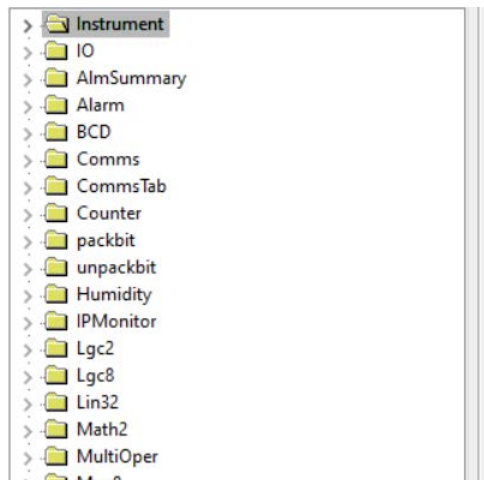 Instrument
IO
AlmSummary
Alarm
BCD
Comms
CommsTab
Counter
packbit
unpackbit
Humidity
IPMonitor
Lgc2
Lgc8
Lin32
Math2
MultiOper